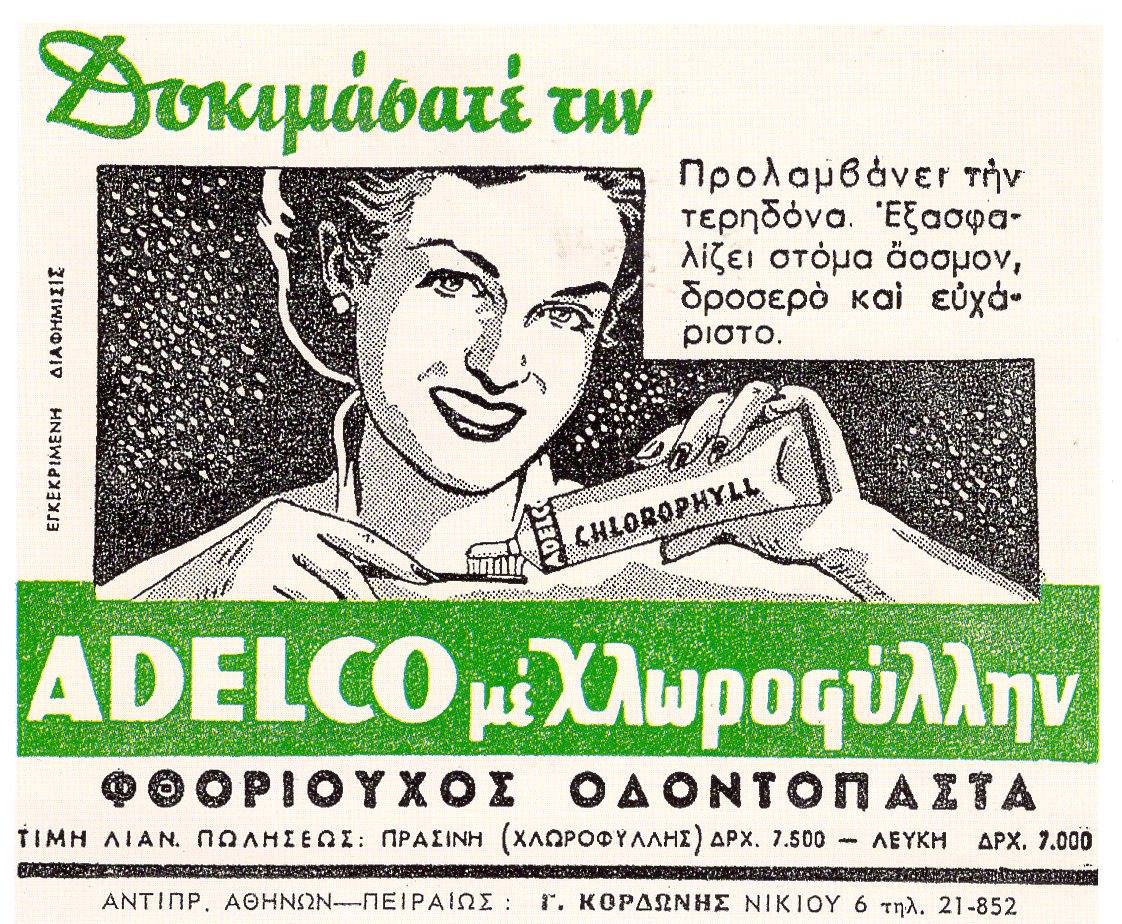 Δοκιμάσατέ την
Προλαμβάνει τὴν
τερηδόνα. Ἐξασφα-
λίζει στόμα ἄοσμον,
δροσερὸ καὶ εὐχά-
ριστο.
ΕΓΚΕΚΡΙΜΕΝΗ ΔΙΑΦΗΜΙΣΙΣ
ADELCO
CHLOROPHYLL
ADELCO μέ Χλωροφύλλην
ΦΘΟΡΙΟΥΧΟΣ ΟΔΟΝΤΟΠΑΣΤΑ
ΤΙΜΗ ΛΙΑΝ. ΠΩΛΗΣΕΩΣ: ΠΡΑΣΙΝΗ (ΧΛΩΡΟΦΥΛΛΗΣ) ΔΡΧ. 7.500 — ΛΕΥΚΗ ΔΡΧ. 7.000
ΑΝΤΙΠΡ. ΑΘΗΝΩΝ—ΠΕΙΡΑΙΩΣ: Γ. ΚΟΡΔΩΝΗΣ ΝΙΚΙΟΥ 6 τηλ. 21-852